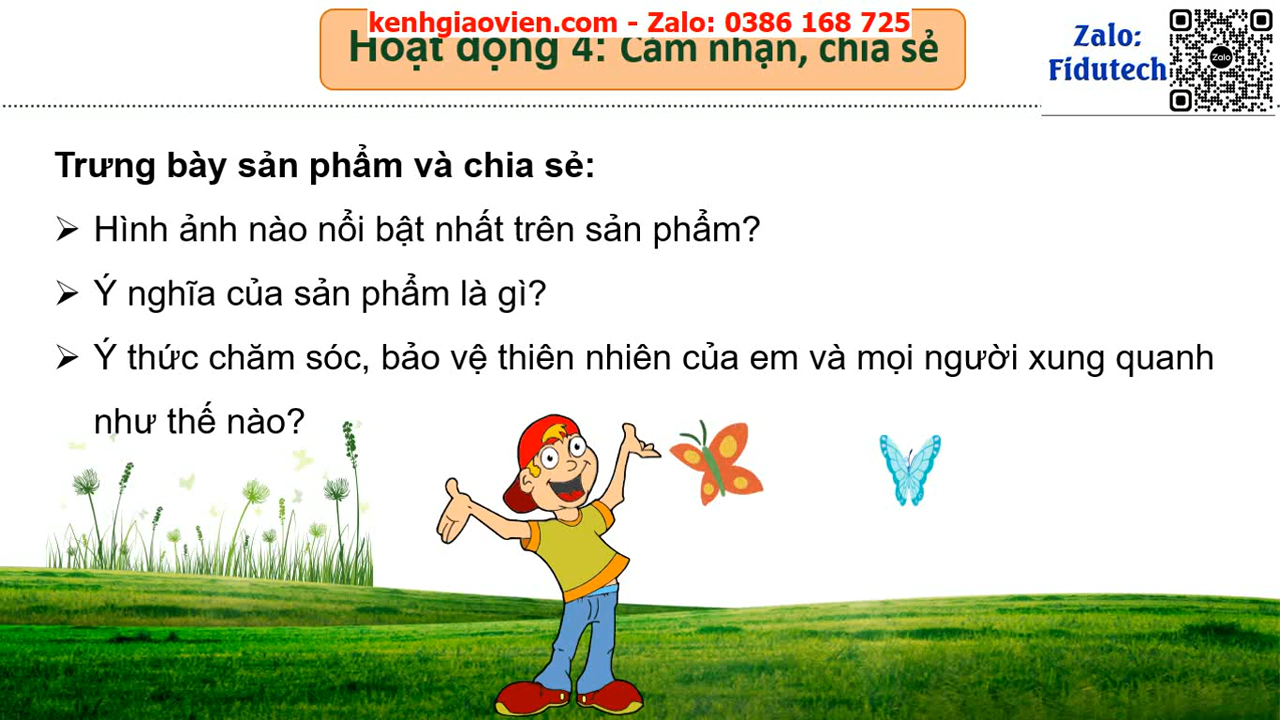 kenhgiaovien.com - Zalo: 0386 168 725
Hoạt động 4: Cảm nhận, chia sẻ
Zalo:
Fidutech
Zalo
Trưng bày sản phẩm và chia sẻ:
Hình ảnh nào nổi bật nhất trên sản phẩm?
Ý nghĩa của sản phẩm là gì?
Ý thức chăm sóc, bảo vệ thiên nhiên của em và mọi người xung quanh
như thế nào?